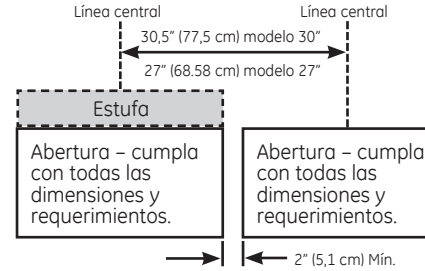 Línea central
Línea central
30,5” (77,5 cm) modelo 30”
27” (68.58 cm) modelo 27”
Estufa
Abertura – cumpla
con todas las
dimensiones y
requerimientos.
Abertura – cumpla
con todas las
dimensiones y
requerimientos.
2” (5,1 cm) Mín.